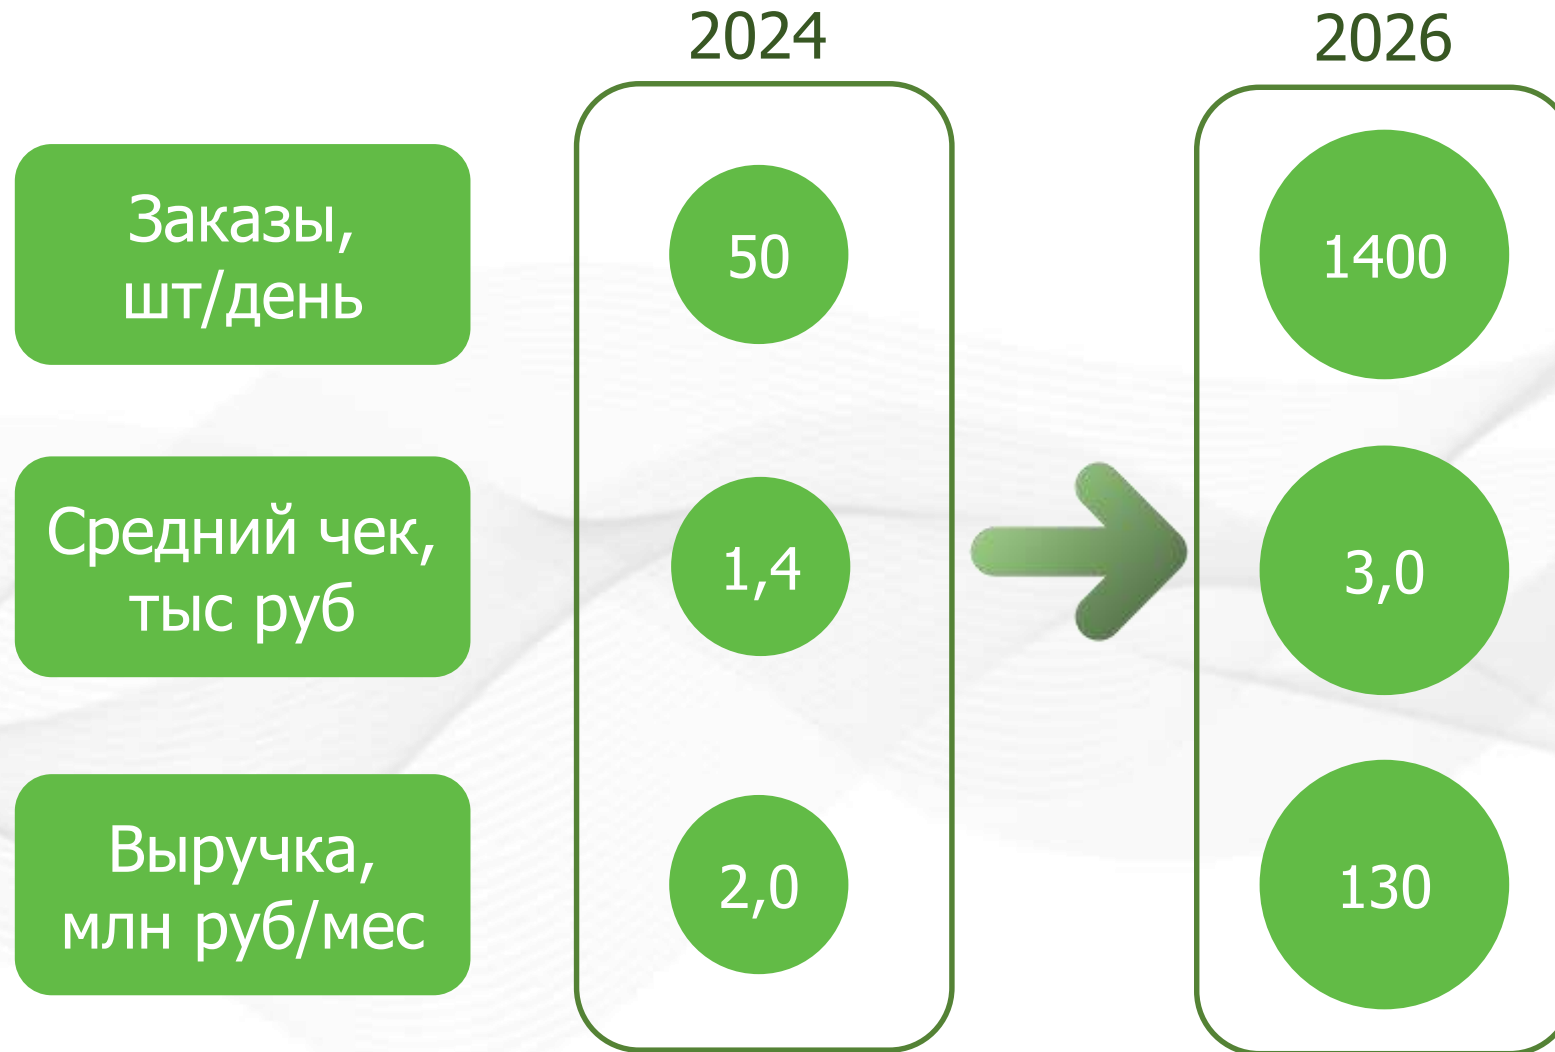 2024
2026
Заказы,
шт/день
50
1400
Средний чек,
тыс руб
1,4
3,0
Выручка,
млн руб/мес
2,0
130